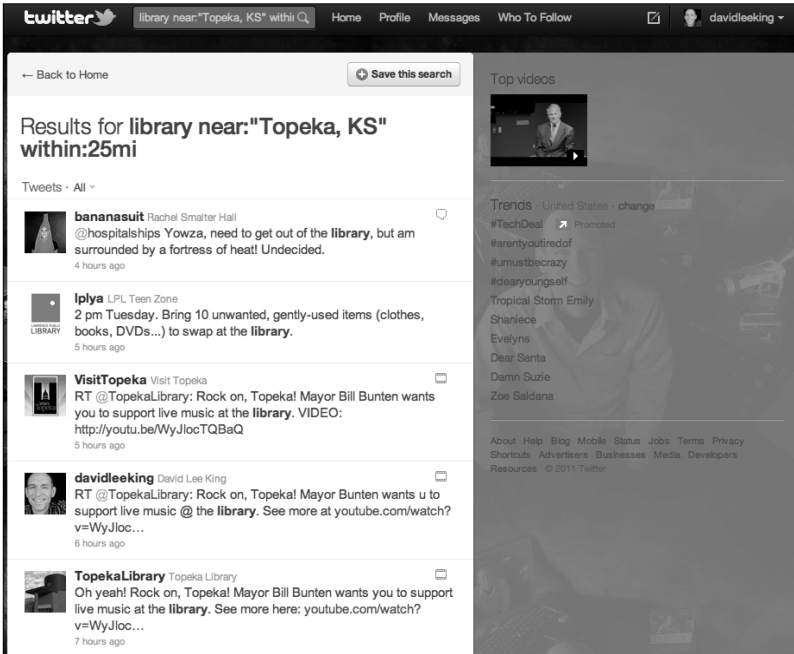 twitter
library near:"Topeka, KS" withi
Home Profile Messages Who To Follow
davidleeking
← Back to Home
Save this search
Results for library near:"Topeka, KS"
within:25mi
Tweets · All
bananasuit Rachel Smalter Hall
@hospitalships Yowza, need to get out of the library, but am
surrounded by a fortress of heat! Undecided.
4 hours ago
LIBRARY
lplya LPL Teen Zone
2 pm Tuesday. Bring 10 unwanted, gently-used items (clothes,
books, DVDs...) to swap at the library.
5 hours ago
Topeka
VisitTopeka Visit Topeka
RT @TopekaLibrary: Rock on, Topeka! Mayor Bill Bunten wants
you to support live music at the library. VIDEO:
http://youtu.be/WyJlocTQBaQ
5 hours ago
davidleeking David Lee King
RT @TopekaLibrary: Rock on, Topeka! Mayor Bunten wants u to
support live music @ the library. See more at youtube.com/watch?
v=WyJloc…
6 hours ago
TopekaLibrary Topeka Library
Oh yeah! Rock on, Topeka! Mayor Bill Bunten wants you to support
live music at the library. See more here: youtube.com/watch?
v=WyJloc…
7 hours ago
Top videos
Trends · United States · change
#TechDeal Promoted
#arentyoutiredof
#umustbecrazy
#dearyoungself
Tropical Storm Emily
Shaniece
Evelyns
Dear Santa
Damn Suzie
Zoe Saldana
About Help Blog Mobile Status Jobs Terms Privacy
Shortcuts Advertisers Businesses Media Developers
Resources © 2011 Twitter